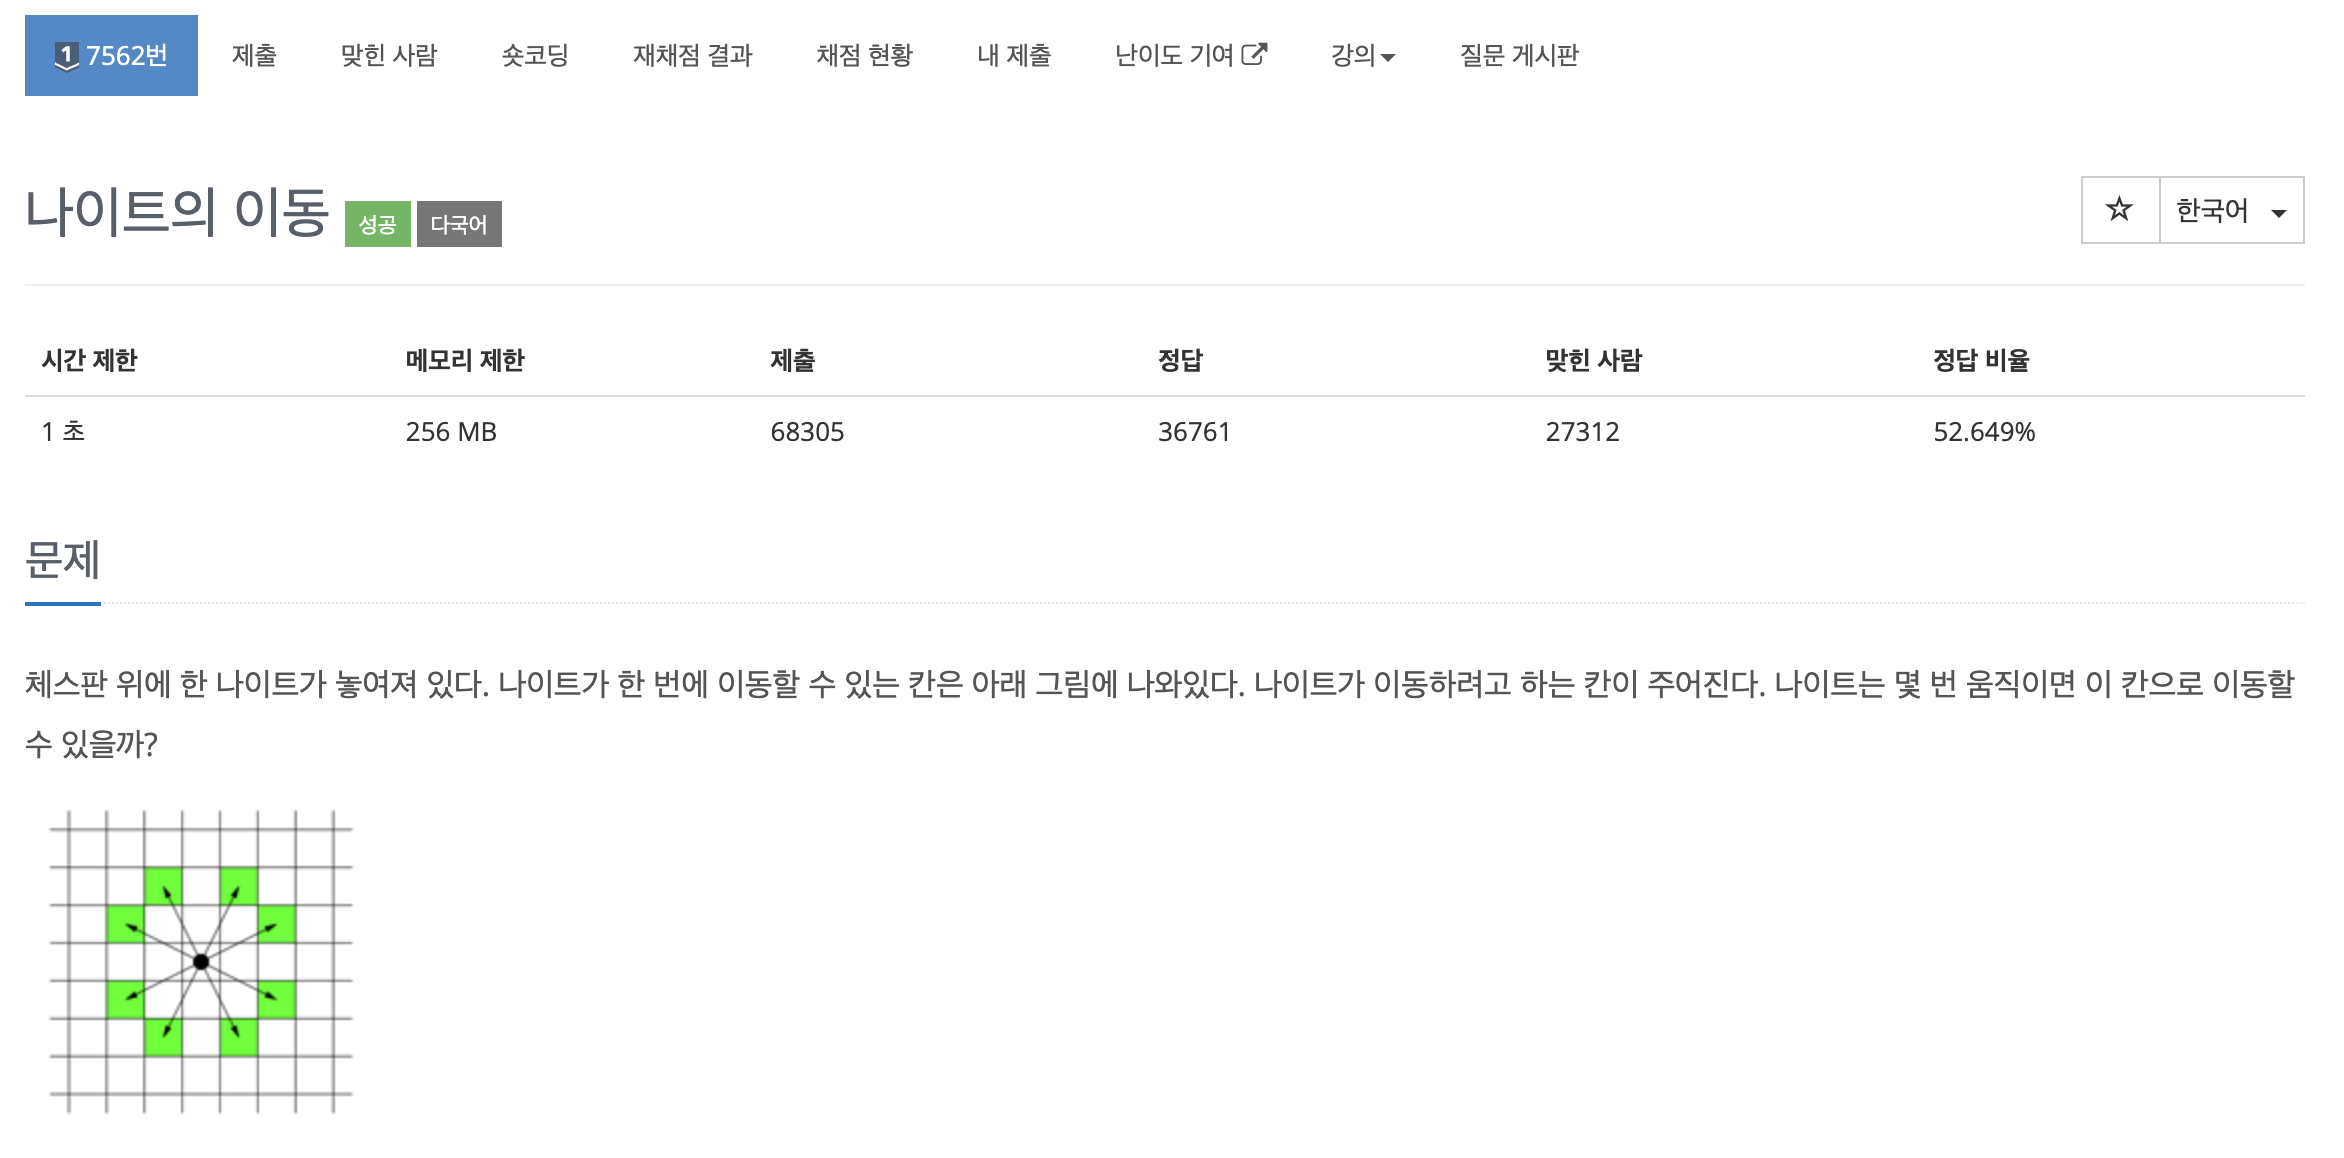 1 7562번 제출 맞힌 사람 숏코딩 재채점 결과 채점 현황 내 제출 난이도 기여 강의 질문 게시판
나이트의 이동 성공 다국어 한국어
시간 제한 메모리 제한 제출 정답 맞힌 사람 정답 비율
1 초 256 MB 68305 36761 27312 52.649%
문제
체스판 위에 한 나이트가 놓여져 있다. 나이트가 한 번에 이동할 수 있는 칸은 아래 그림에 나와있다. 나이트가 이동하려고 하는 칸이 주어진다. 나이트는 몇 번 움직이면 이 칸으로 이동할
수 있을까?